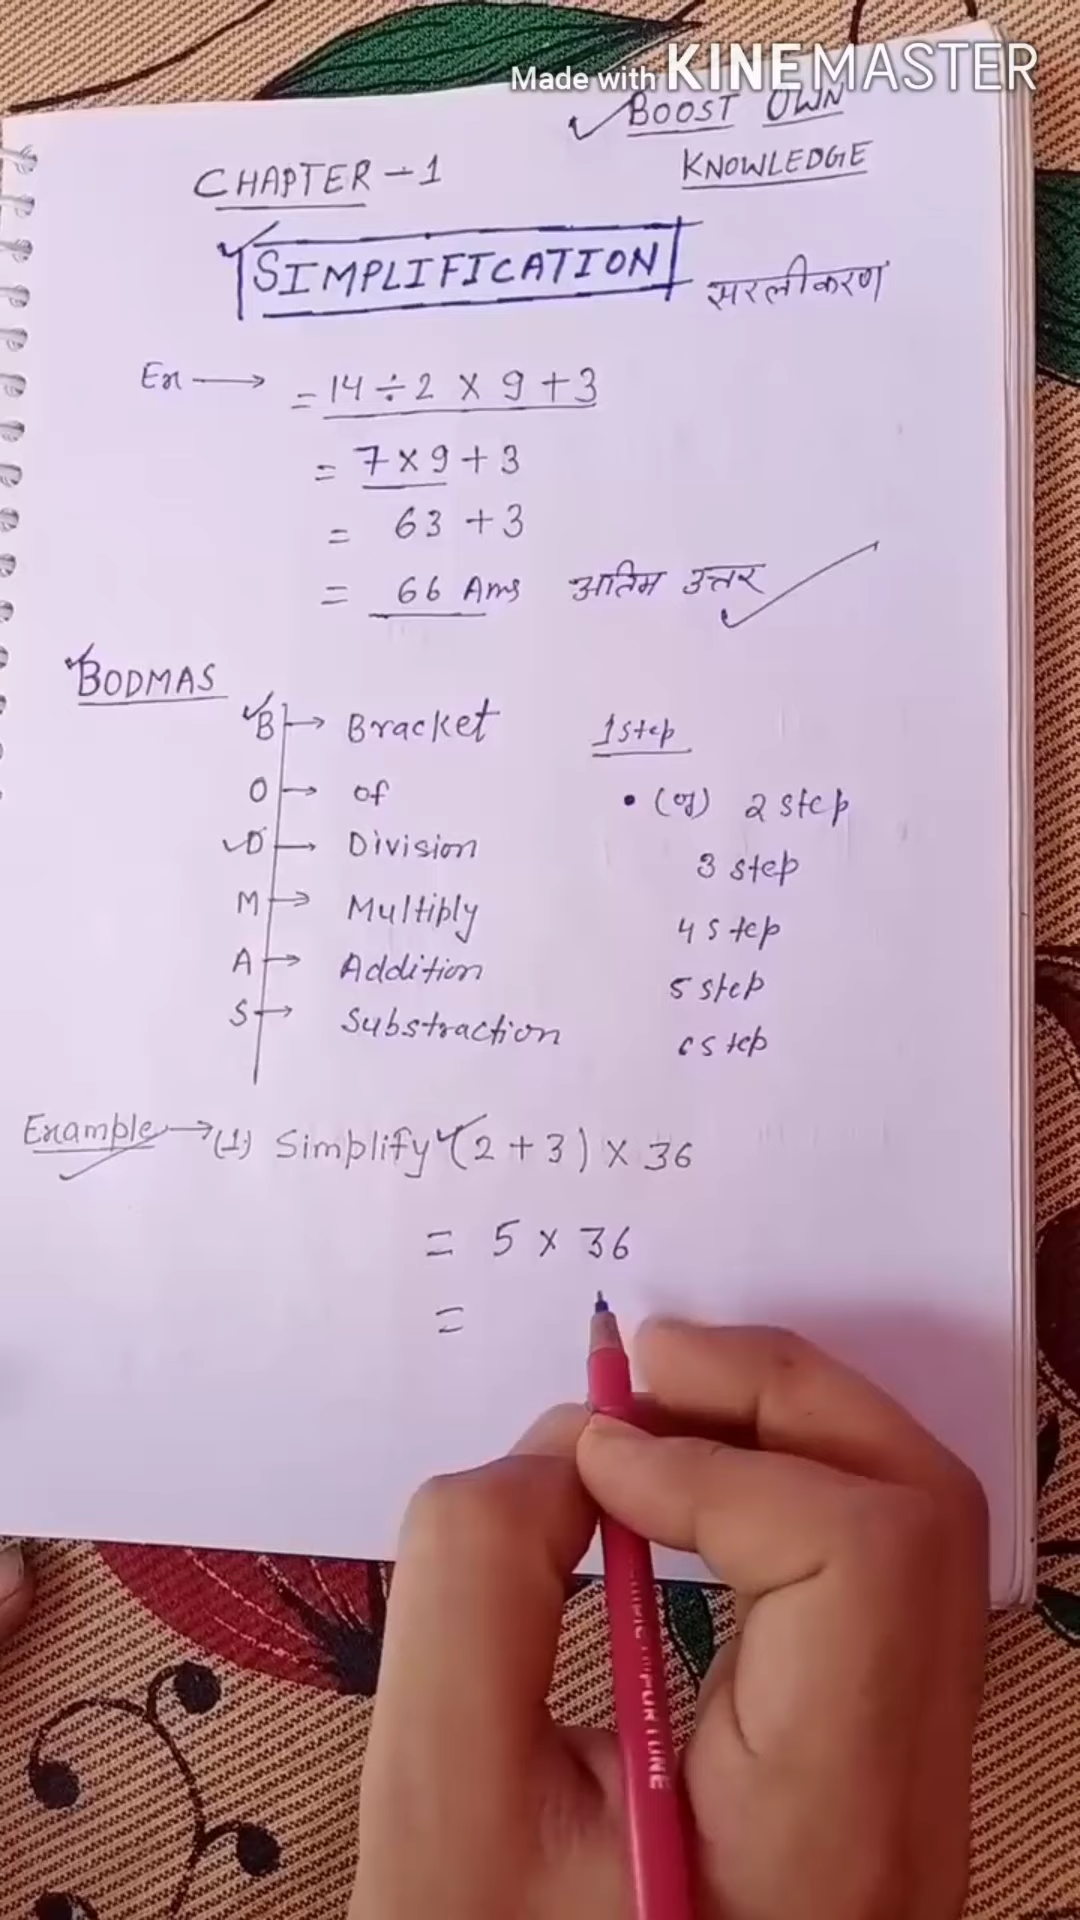 Made with KINEMASTER
BOOST OWN
KNOWLEDGE
CHAPTER - 1
SIMPLIFICATION सरलीकरण
Ex → = 14 ÷ 2 × 9 + 3
= 7 × 9 + 3
= 63 + 3
= 66 Ans अंतिम उत्तर
BODMAS
B → Bracket 1 step
O → of 2 step
D → Division 3 step
M → Multiply 4 step
A → Addition 5 step
S → Substraction 6 step
Example → (1) Simplify (2 + 3) × 36
= 5 × 36
=